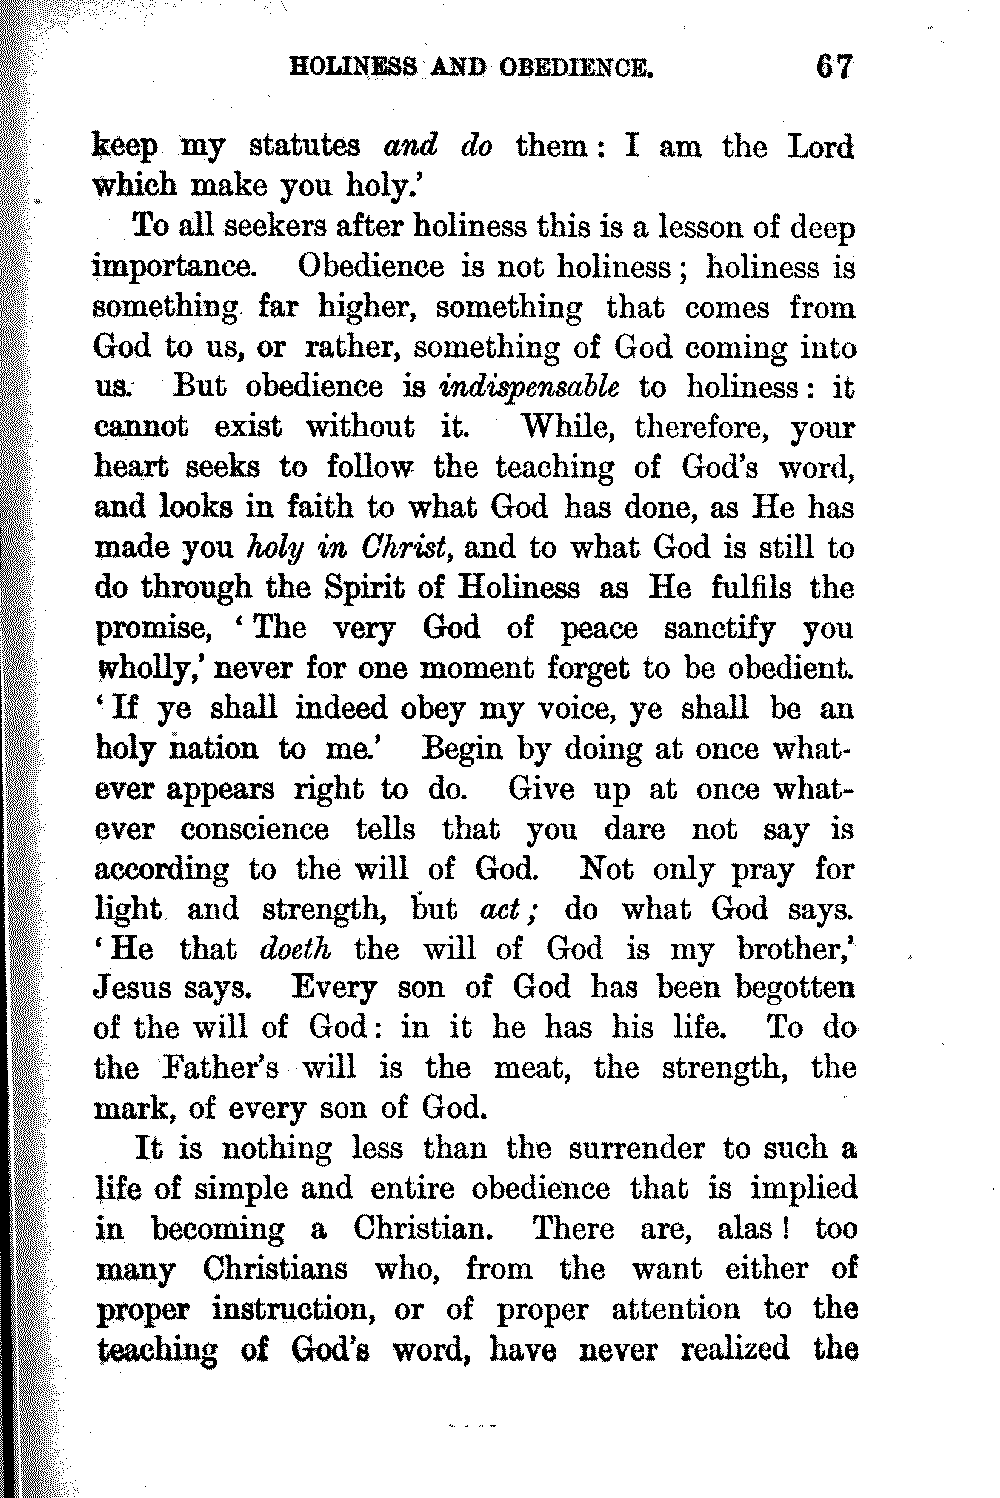 HOLINESS AND OBEDIENCE. 67
keep my statutes and do them : I am the Lord
which make you holy.’
To all seekers after holiness this is a lesson of deep
importance. Obedience is not holiness ; holiness is
something far higher, something that comes from
God to us, or rather, something of God coming into
us. But obedience is indispensable to holiness : it
cannot exist without it. While, therefore, your
heart seeks to follow the teaching of God’s word,
and looks in faith to what God has done, as He has
made you holy in Christ, and to what God is still to
do through the Spirit of Holiness as He fulfils the
promise, ‘ The very God of peace sanctify you
wholly,’ never for one moment forget to be obedient.
‘ If ye shall indeed obey my voice, ye shall be an
holy nation to me.’ Begin by doing at once what-
ever appears right to do. Give up at once what-
ever conscience tells that you dare not say is
according to the will of God. Not only pray for
light and strength, but act ; do what God says.
‘ He that doeth the will of God is my brother,’
Jesus says. Every son of God has been begotten
of the will of God : in it he has his life. To do
the Father’s will is the meat, the strength, the
mark, of every son of God.
It is nothing less than the surrender to such a
life of simple and entire obedience that is implied
in becoming a Christian. There are, alas ! too
many Christians who, from the want either of
proper instruction, or of proper attention to the
teaching of God’s word, have never realized the